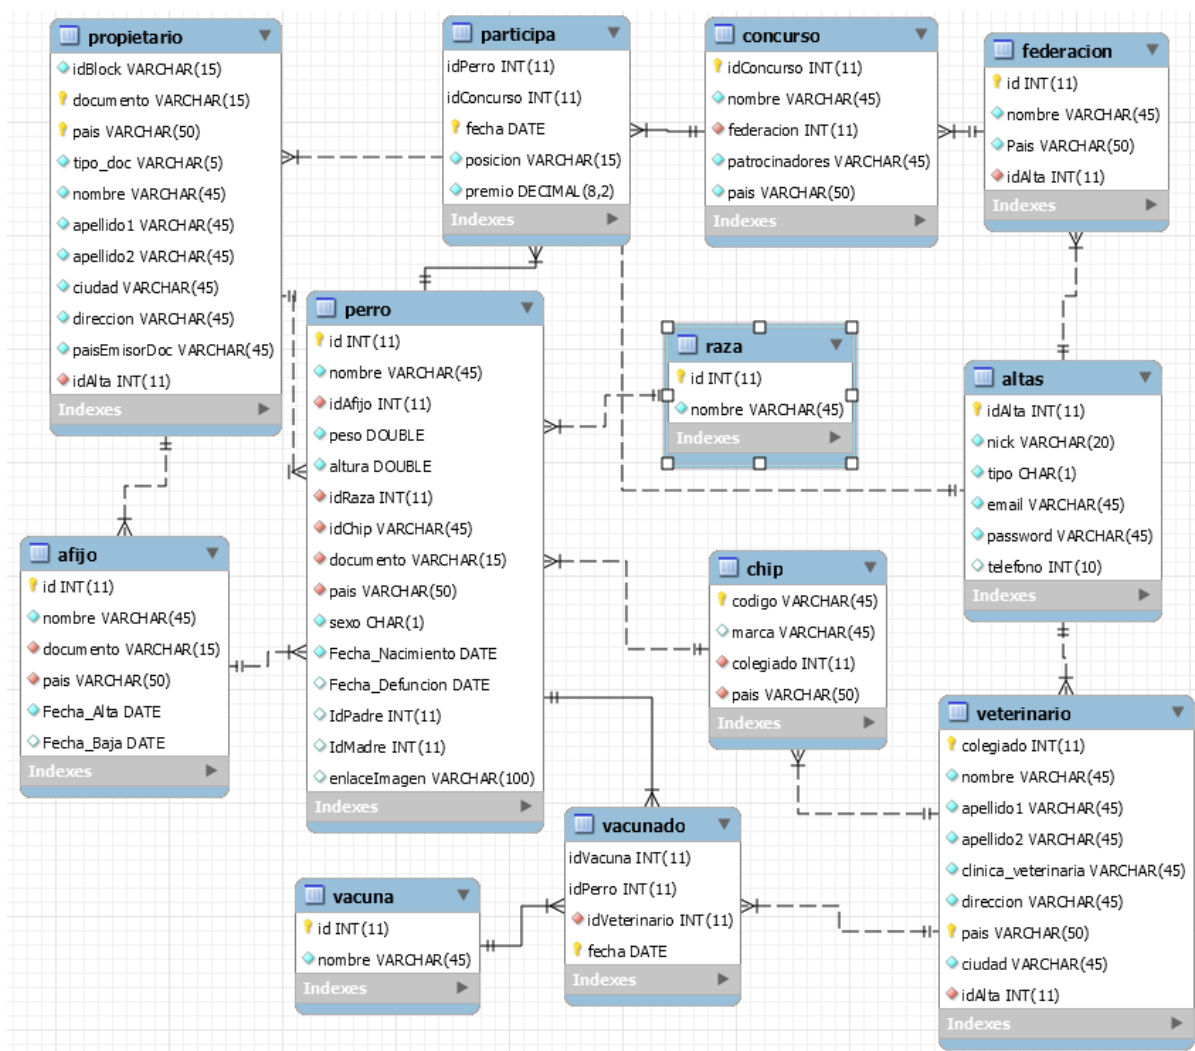 propietario
idBlock VARCHAR(15)
documento VARCHAR(15)
pais VARCHAR(50)
tipo_doc VARCHAR(5)
nombre VARCHAR(45)
apellido1 VARCHAR(45)
apellido2 VARCHAR(45)
ciudad VARCHAR(45)
direccion VARCHAR(45)
paisEmisorDoc VARCHAR(45)
idAlta INT(11)
Indexes
participa
idPerro INT(11)
idConcurso INT(11)
fecha DATE
posicion VARCHAR(15)
premio DECIMAL(8,2)
Indexes
concurso
idConcurso INT(11)
nombre VARCHAR(45)
federacion INT(11)
patrocinadores VARCHAR(45)
pais VARCHAR(50)
Indexes
federacion
id INT(11)
nombre VARCHAR(45)
Pais VARCHAR(50)
idAlta INT(11)
Indexes
perro
id INT(11)
nombre VARCHAR(45)
idAfijo INT(11)
peso DOUBLE
altura DOUBLE
idRaza INT(11)
idChip VARCHAR(45)
documento VARCHAR(15)
pais VARCHAR(50)
sexo CHAR(1)
Fecha_Nacimiento DATE
Fecha_Defuncion DATE
IdPadre INT(11)
IdMadre INT(11)
enlaceImagen VARCHAR(100)
Indexes
raza
id INT(11)
nombre VARCHAR(45)
Indexes
altas
idAlta INT(11)
nick VARCHAR(20)
tipo CHAR(1)
email VARCHAR(45)
password VARCHAR(45)
telefono INT(10)
Indexes
afijo
id INT(11)
nombre VARCHAR(45)
documento VARCHAR(15)
pais VARCHAR(50)
Fecha_Alta DATE
Fecha_Baja DATE
Indexes
chip
codigo VARCHAR(45)
marca VARCHAR(45)
colegiado INT(11)
pais VARCHAR(50)
Indexes
veterinario
colegiado INT(11)
nombre VARCHAR(45)
apellido1 VARCHAR(45)
apellido2 VARCHAR(45)
clinica_veterinaria VARCHAR(45)
direccion VARCHAR(45)
pais VARCHAR(50)
ciudad VARCHAR(45)
idAlta INT(11)
Indexes
vacunado
idVacuna INT(11)
idPerro INT(11)
idVeterinario INT(11)
fecha DATE
Indexes
vacuna
id INT(11)
nombre VARCHAR(45)
Indexes